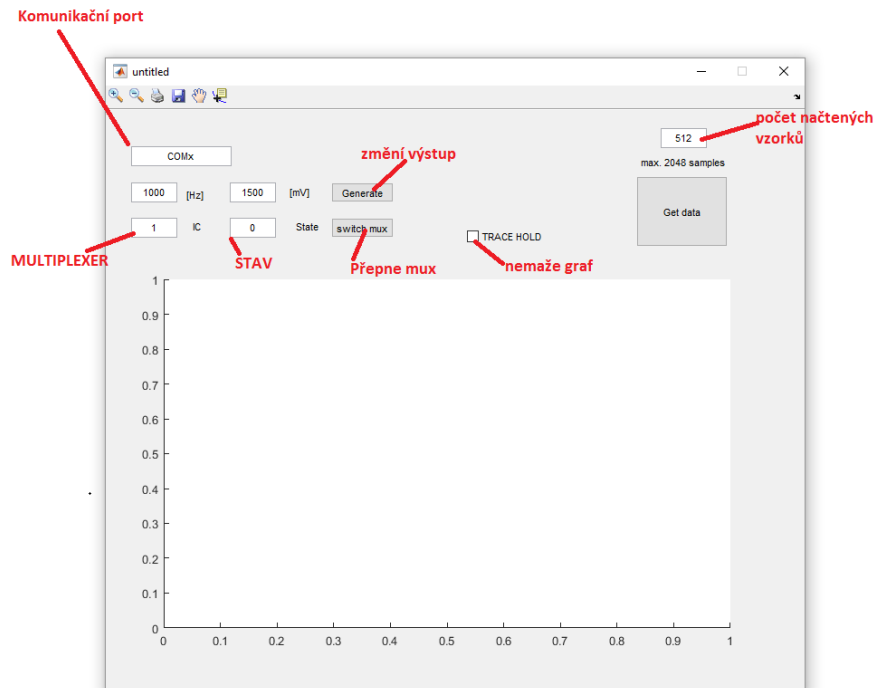 Komunikační port
untitled
počet načtených
vzorků
512
COMx
změní výstup
max. 2048 samples
1000 [Hz] 1500 [mV] Generate
Get data
1 IC 0 State switch mux
TRACE HOLD
MULTIPLEXER
STAV
Přepne mux
nemaže graf
1
0.9
0.8
0.7
0.6
0.5
0.4
0.3
0.2
0.1
0
0 0.1 0.2 0.3 0.4 0.5 0.6 0.7 0.8 0.9 1